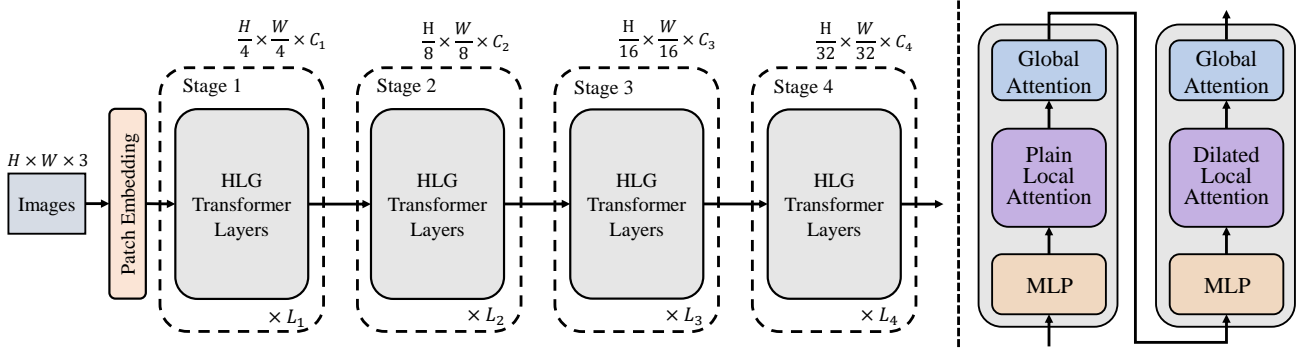 H/4 × W/4 × C₁
H/8 × W/8 × C₂
H/16 × W/16 × C₃
H/32 × W/32 × C₄
Stage 1
Stage 2
Stage 3
Stage 4
H × W × 3
Images
Patch Embedding
HLG
Transformer
Layers
HLG
Transformer
Layers
HLG
Transformer
Layers
HLG
Transformer
Layers
× L₁
× L₂
× L₃
× L₄
Global
Attention
Plain
Local
Attention
MLP
Global
Attention
Dilated
Local
Attention
MLP